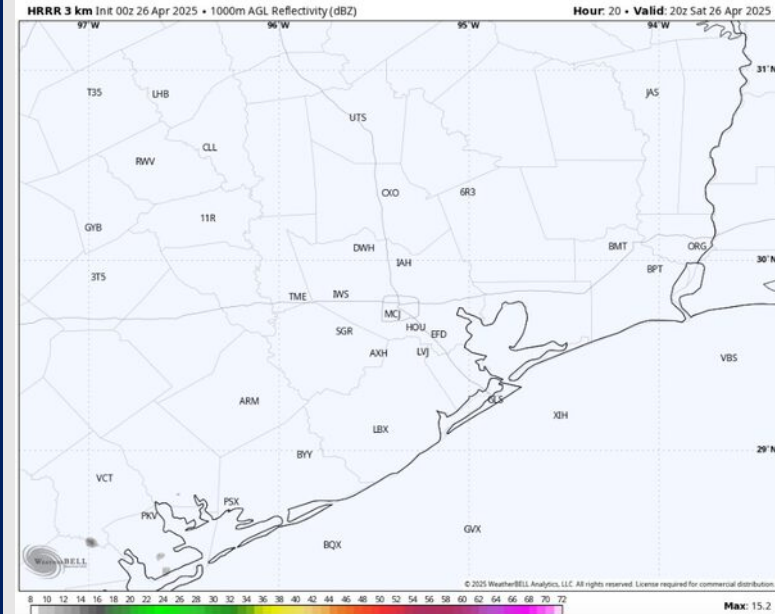 HRRR 3 km Init 00z 26 Apr 2025 • 1000m AGL Reflectivity (dBZ) Hour: 20 • Valid: 20z Sat 26 Apr 2025
97°W 96°W 95°W 94°W
31°N
T35 LHB JAS
UTS
CLL
RWV
OXO 6R3
11R
GYB
DWH BMT ORG
IAH 30°N
3T5 BPT
TME IWS
MCJ
SGR HOU EFD
AXH LVJ VBS
ARM GLS
XIH
LBX
29°N
BYY
VCT
PSX
PKV
GVX
BQX
WEATHERBELL
© 2025 WeatherBELL Analytics, LLC. All rights reserved. License required for commercial distribution.
8 10 12 14 16 18 20 22 24 26 28 30 32 34 36 38 40 42 44 46 48 50 52 54 56 58 60 62 64 66 68 70 72
Max: 15.2